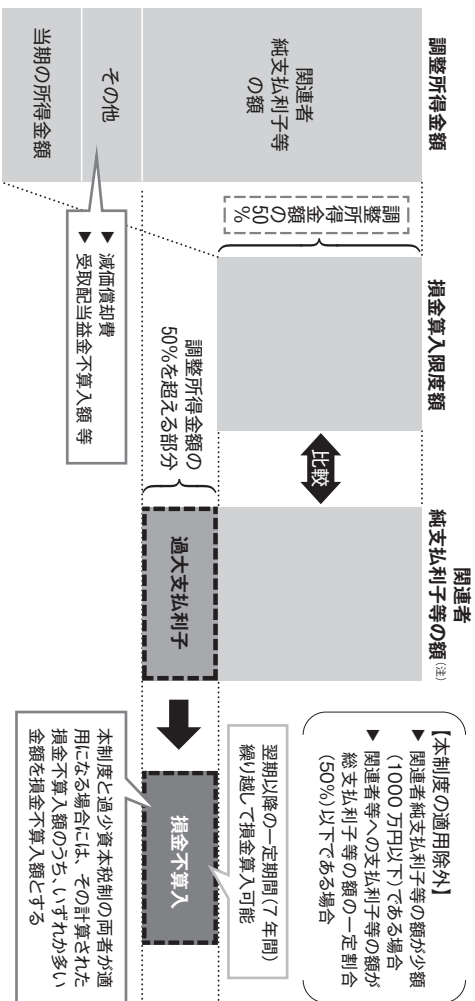 調整所得金額
関連者
純支払利子等
の額
その他
当期の所得金額
▶ 減価償却費
▶ 受取配当益金不算入額 等
調整所得金額の50%
損金算入限度額
比較
関連者
純支払利子等の額(注)
調整所得金額の
50%を超える部分
過大支払利子
損金不算入
【本制度の適用除外】
▶ 関連者純支払利子等の額が少額
(1000 万円以下)である場合
▶ 関連者等への支払利子等の額が
総支払利子等の額の一定割合
(50%)以下である場合
翌期以降の一定期間(7 年間)
繰り越して損金算入可能
本制度と過少資本税制の両者が適
用になる場合には、その計算された
損金不算入額のうち、いずれか多い
金額を損金不算入額とする